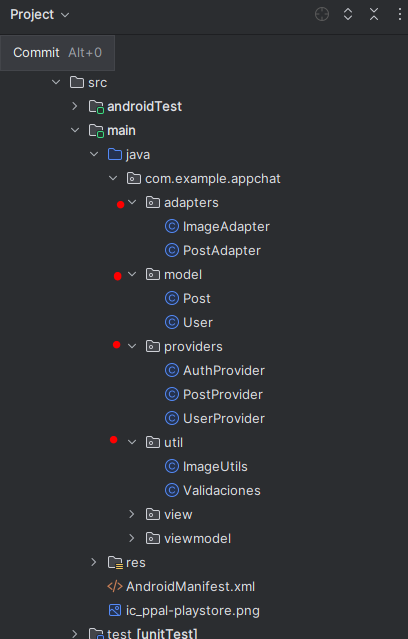 Project
Commit Alt+0
src
androidTest
main
java
com.example.appchat
adapters
C ImageAdapter
C PostAdapter
model
C Post
C User
providers
C AuthProvider
C PostProvider
C UserProvider
util
C ImageUtils
C Validaciones
view
viewmodel
res
AndroidManifest.xml
ic_ppal-playstore.png
test [unitTest]